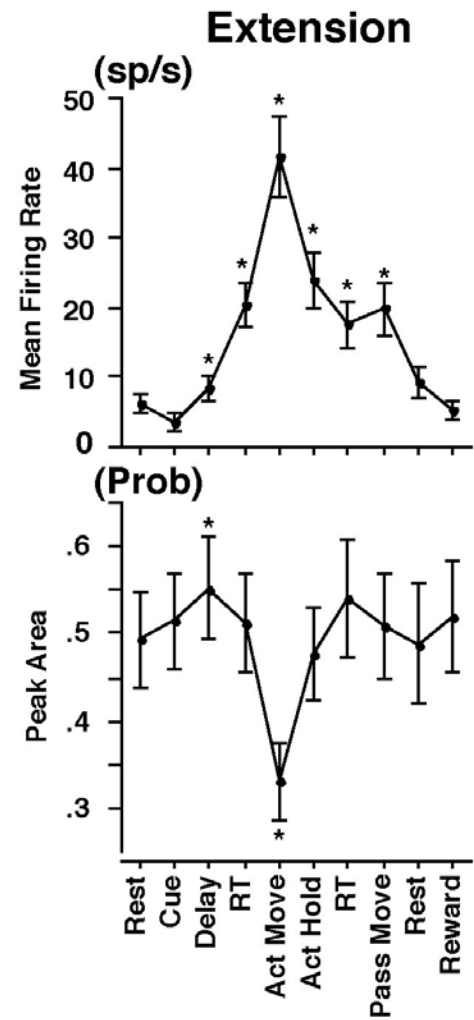 Extension
(sp/s)
Mean Firing Rate
50
40
30
20
10
0
*
*
*
*
*
*
(Prob)
Peak Area
.6
.5
.4
.3
*
*
Rest
Cue
Delay
RT
Act Move
Act Hold
RT
Pass Move
Rest
Reward